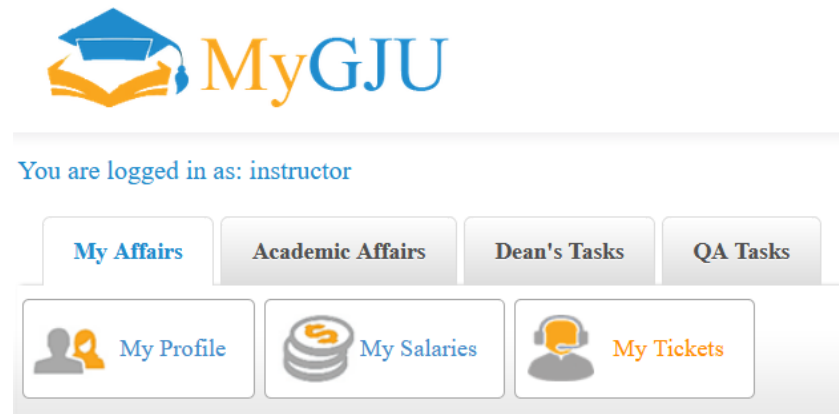 MyGJU
You are logged in as: instructor
My Affairs Academic Affairs Dean's Tasks QA Tasks
My Profile My Salaries My Tickets